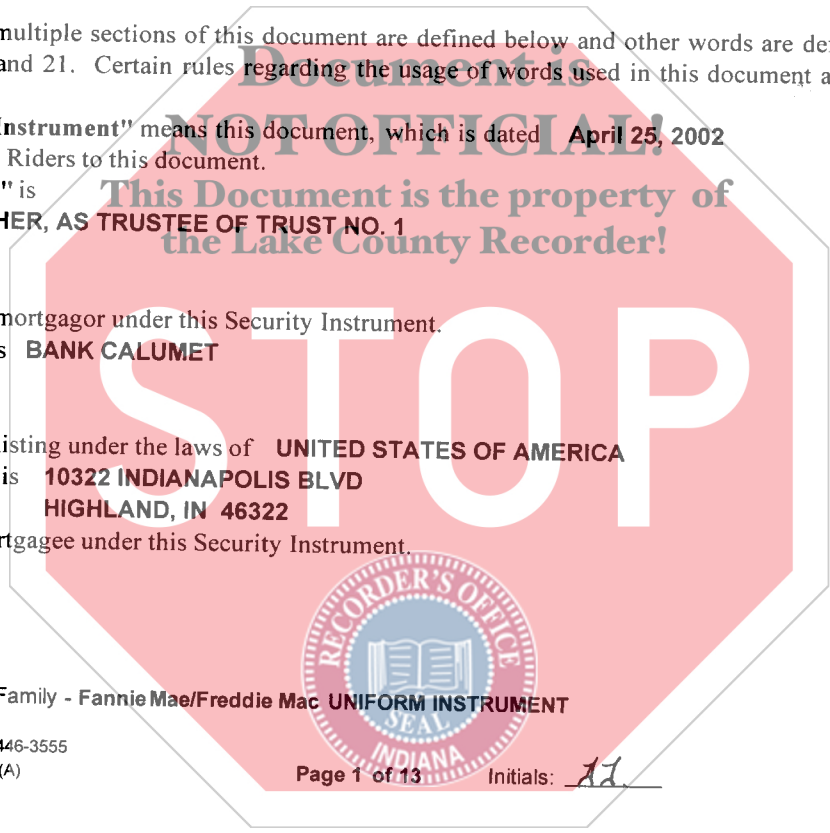 multiple sections of this document are defined below and other words are def
and 21. Certain rules regarding the usage of words used in this document a
Document is
Instrument" means this document, which is dated April 25, 2002
NOT OFFICIAL!
Riders to this document.
" is
This Document is the property of
HER, AS TRUSTEE OF TRUST NO. 1
the Lake County Recorder!
mortgagor under this Security Instrument.
s BANK CALUMET
STOP
isting under the laws of UNITED STATES OF AMERICA
is 10322 INDIANAPOLIS BLVD
HIGHLAND, IN 46322
rtgagee under this Security Instrument.
RECORDER'S OFFICE
SEAL
INDIANA
Family - Fannie Mae/Freddie Mac UNIFORM INSTRUMENT
446-3555
(A)
Page 1 of 13 Initials: